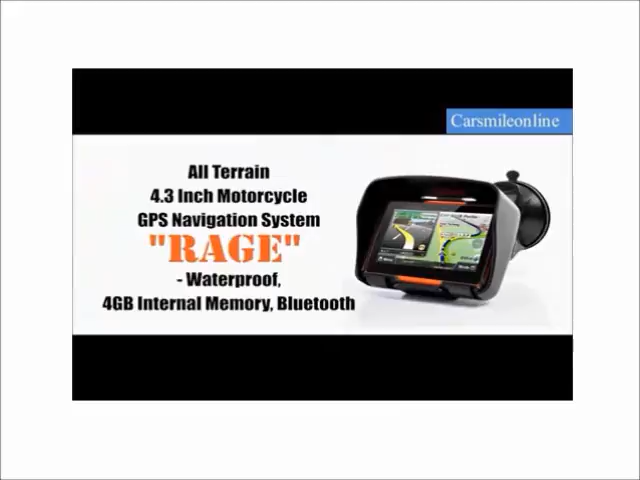 Carsmileonline
All Terrain
4.3 Inch Motorcycle
GPS Navigation System
"RAGE"
- Waterproof,
4GB Internal Memory, Bluetooth